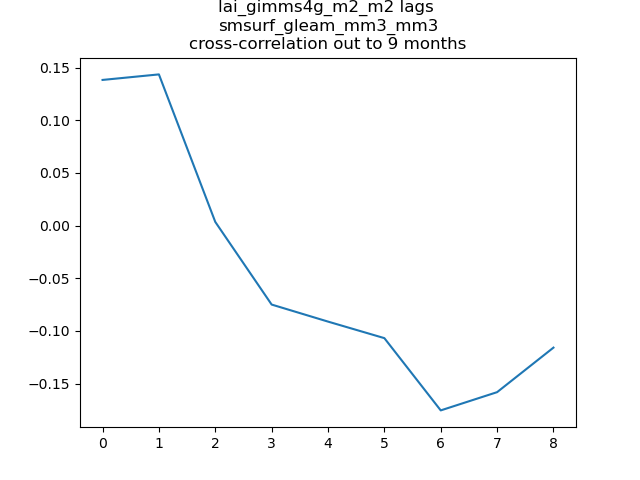 lai_gimms4g_m2_m2 lags
smsurf_gleam_mm3_mm3
cross-correlation out to 9 months
0.15
0.10
0.05
0.00
−0.05
−0.10
−0.15
0 1 2 3 4 5 6 7 8